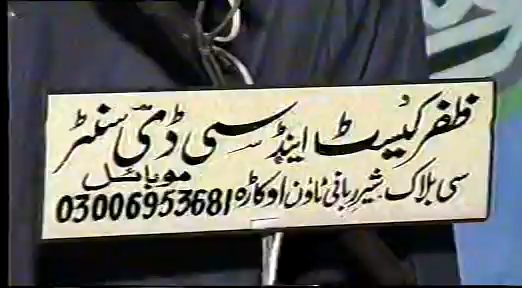 ظفر کیسٹ اینڈ سی ڈی سنٹر
سی بلاک شیر ربانی ٹاؤن اوکاڑہ موبائل 03006953681